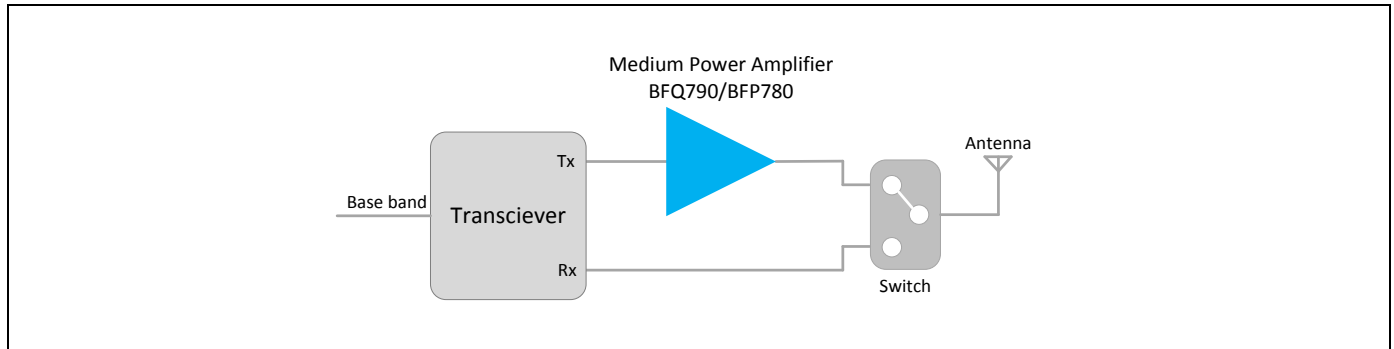 Medium Power Amplifier
BFQ790/BFP780
Antenna
Tx
Base band
Transciever
Rx
Switch